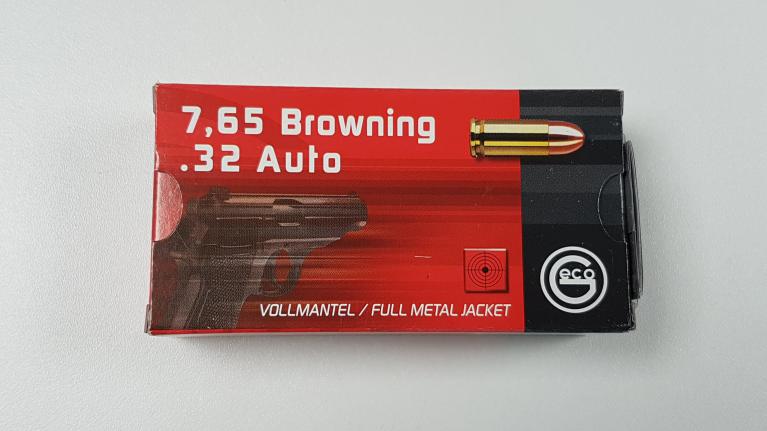 7,65 Browning
.32 Auto
Geco
VOLLMANTEL / FULL METAL JACKET